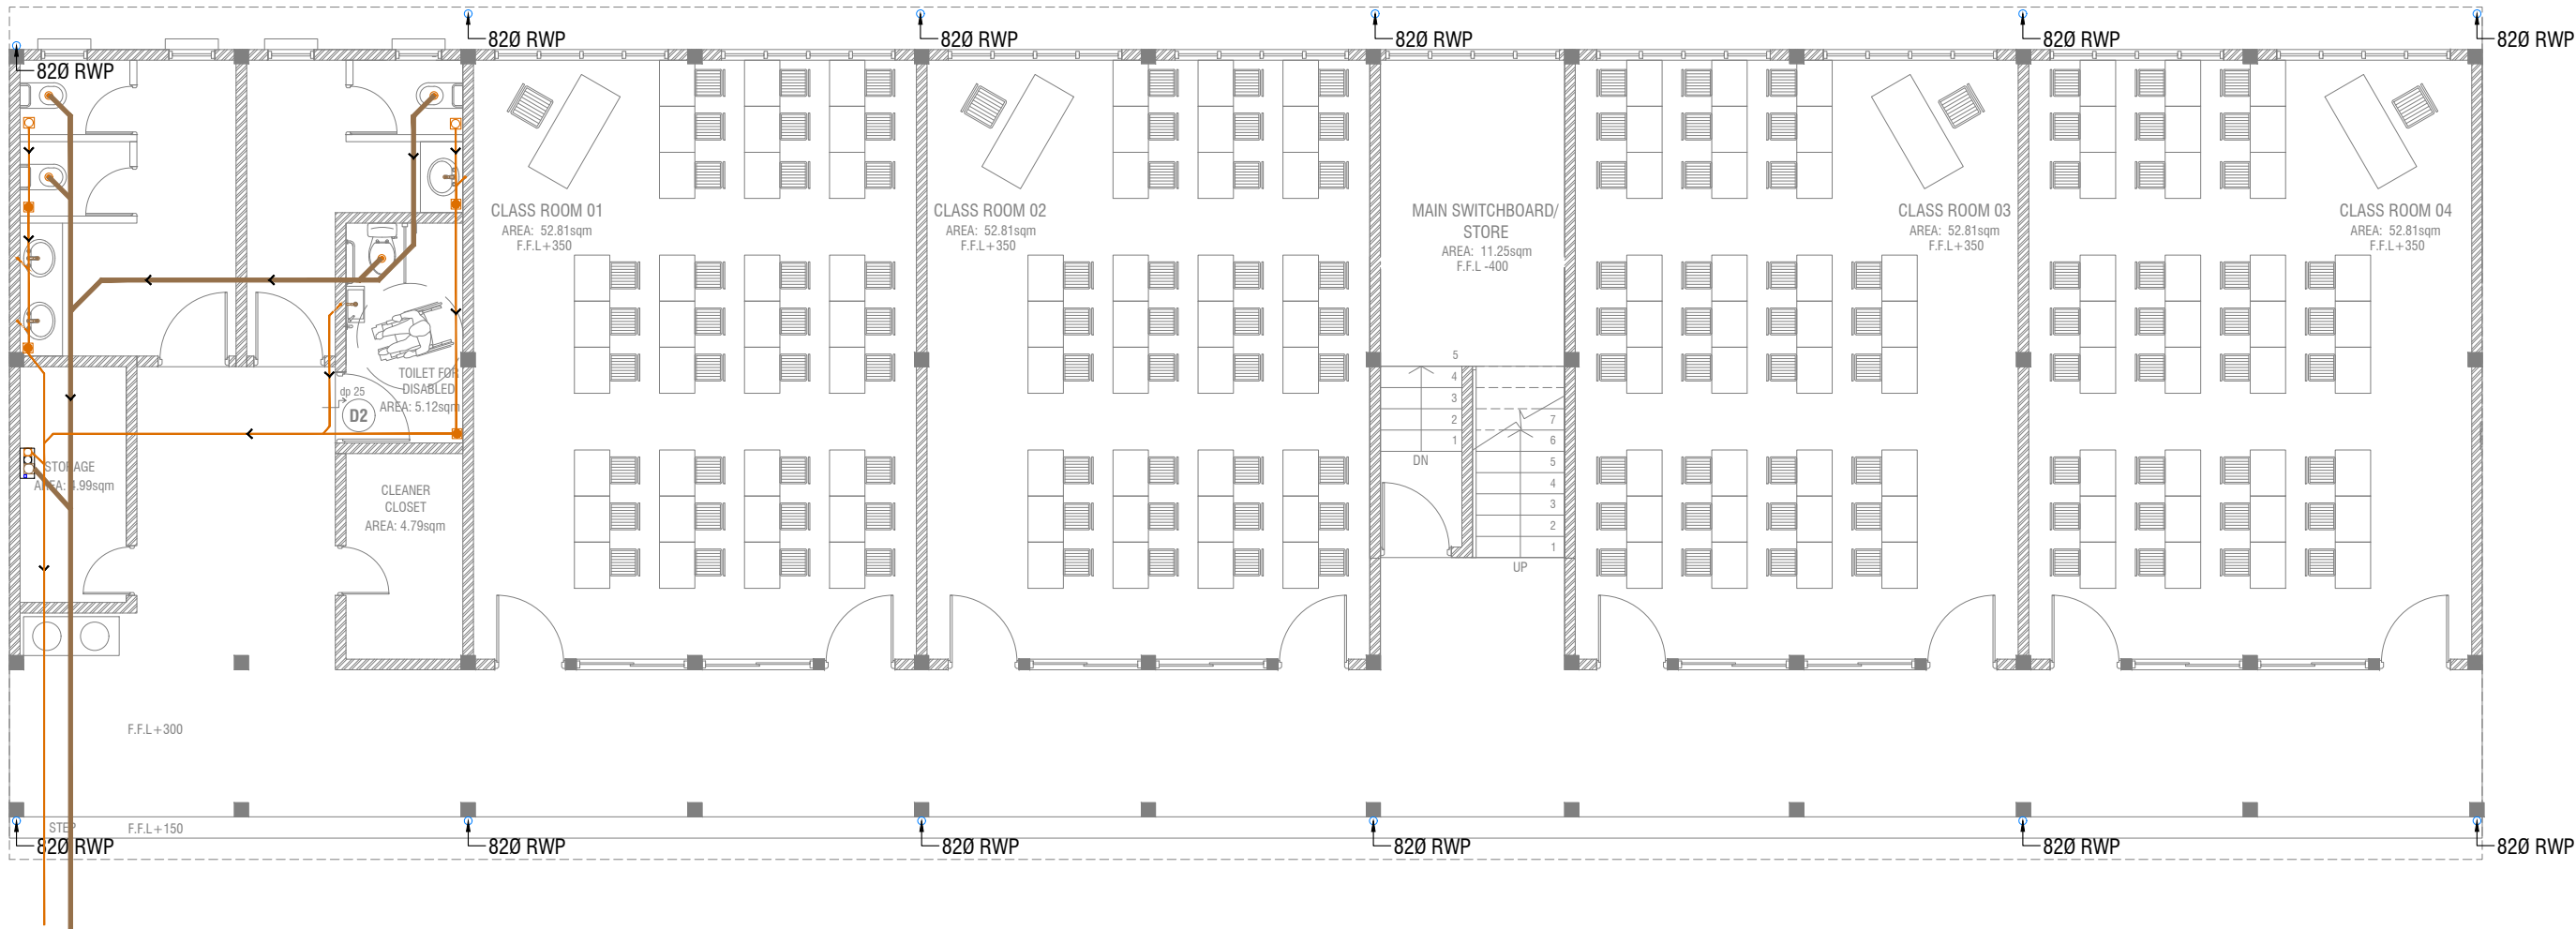 82Ø RWP
82Ø RWP
82Ø RWP
82Ø RWP
82Ø RWP
82Ø RWP
CLASS ROOM 01
AREA: 52.81sqm
F.F.L+350
CLASS ROOM 02
AREA: 52.81sqm
F.F.L+350
MAIN SWITCHBOARD/
STORE
AREA: 11.25sqm
F.F.L -400
CLASS ROOM 03
AREA: 52.81sqm
F.F.L+350
CLASS ROOM 04
AREA: 52.81sqm
F.F.L+350
TOILET FOR
DISABLED
AREA: 5.12sqm
dp 25
D2
5
4
3
2
1
DN
7
6
5
4
3
2
1
UP
STORAGE
AREA: 4.99sqm
CLEANER
CLOSET
AREA: 4.79sqm
F.F.L+300
STEP
F.F.L+150
82Ø RWP
82Ø RWP
82Ø RWP
82Ø RWP
82Ø RWP
82Ø RWP